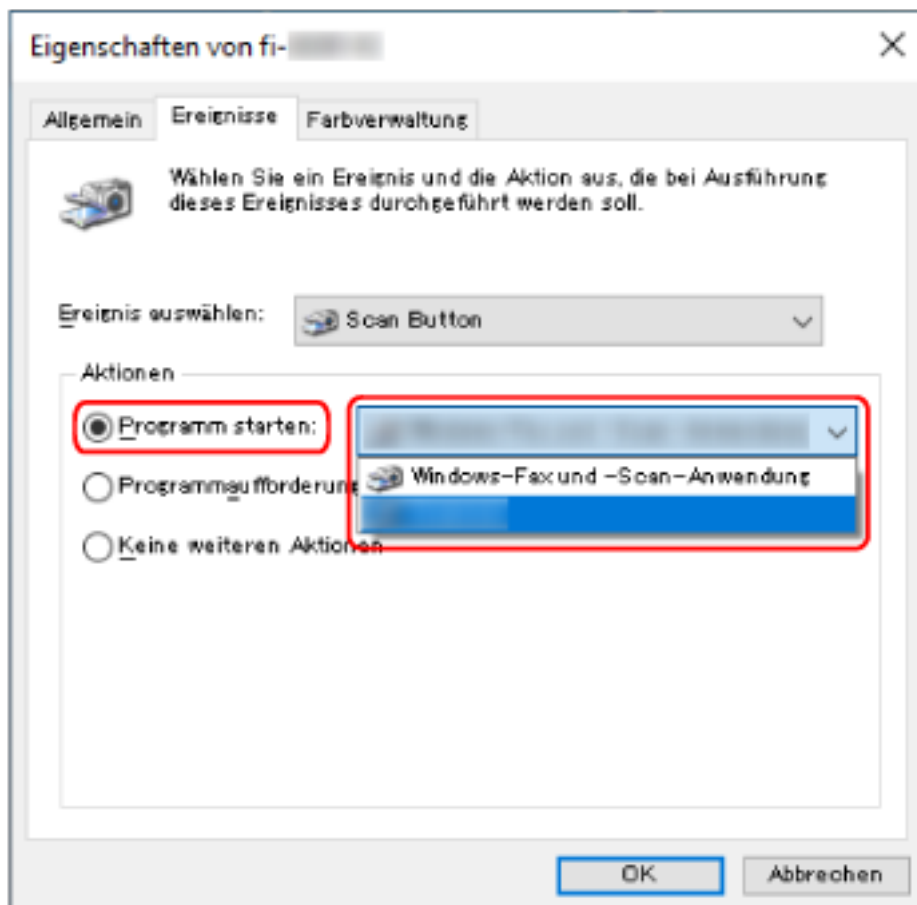 Eigenschaften von fi-
Allgemein
Ereignisse
Farbverwaltung
Wählen Sie ein Ereignis und die Aktion aus, die bei Ausführung
dieses Ereignisses durchgeführt werden soll.
Ereignis auswählen:
Scan Button
Aktionen
Programm starten:
Windows-Fax und -Scan-Anwendung
Programmaufforderung
Keine weiteren Aktionen
OK
Abbrechen